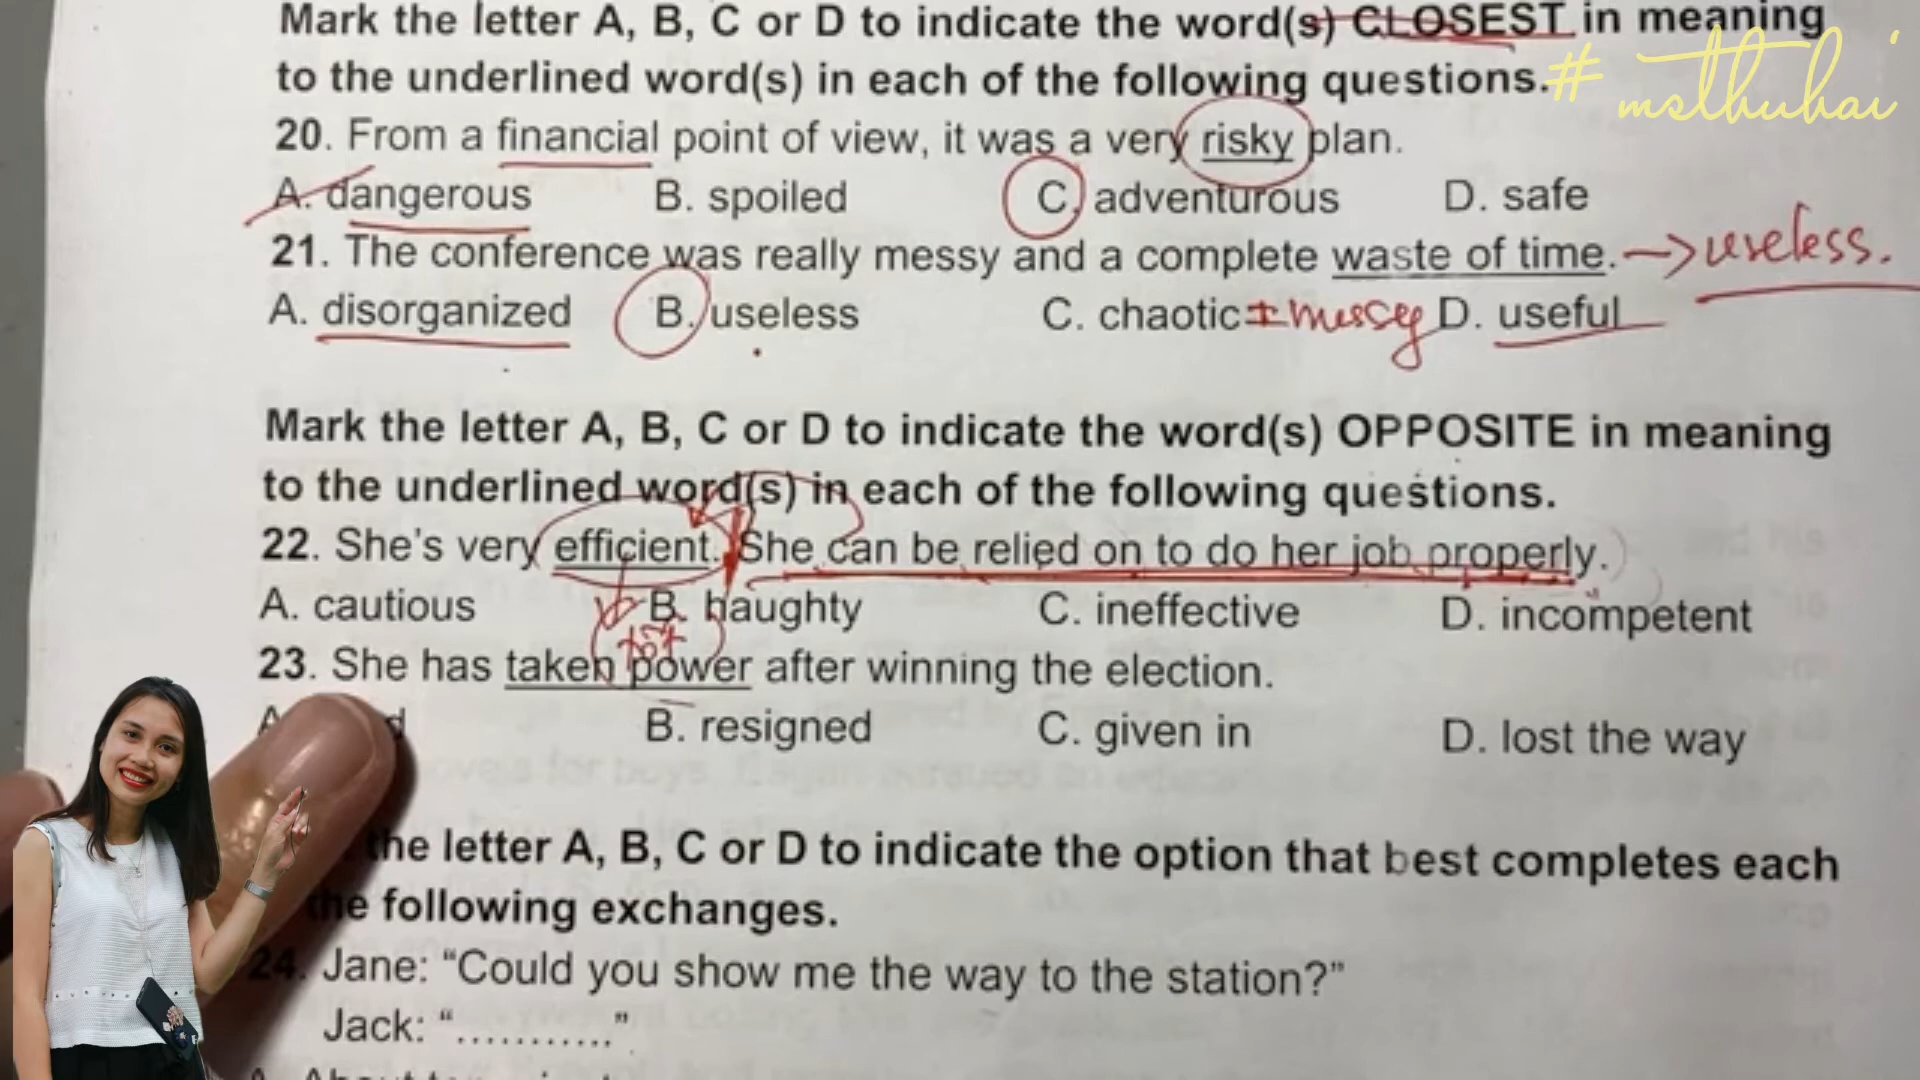 Mark the letter A, B, C or D to indicate the word(s) CLOSEST in meaning
to the underlined word(s) in each of the following questions.
# msthuhai
20. From a financial point of view, it was a very risky plan.
A. dangerous B. spoiled C. adventurous D. safe
21. The conference was really messy and a complete waste of time. → useless.
A. disorganized B. useless C. chaotic = messy D. useful
Mark the letter A, B, C or D to indicate the word(s) OPPOSITE in meaning
to the underlined word(s) in each of the following questions.
22. She's very efficient. She can be relied on to do her job properly.
A. cautious B. haughty C. ineffective D. incompetent
23. She has taken power after winning the election.
B. resigned C. given in D. lost the way
the letter A, B, C or D to indicate the option that best completes each
the following exchanges.
24. Jane: “Could you show me the way to the station?”
Jack: “............”